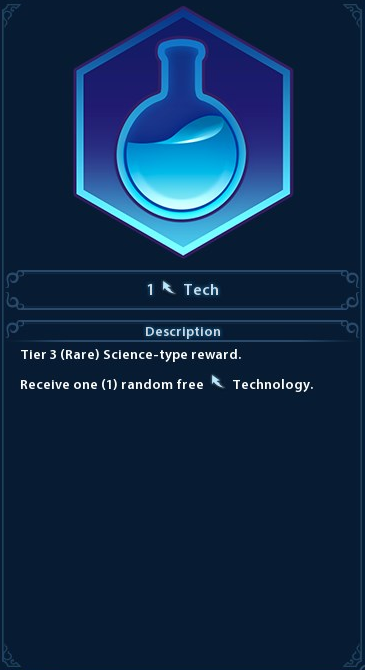 1 Tech
Description
Tier 3 (Rare) Science-type reward.
Receive one (1) random free Technology.